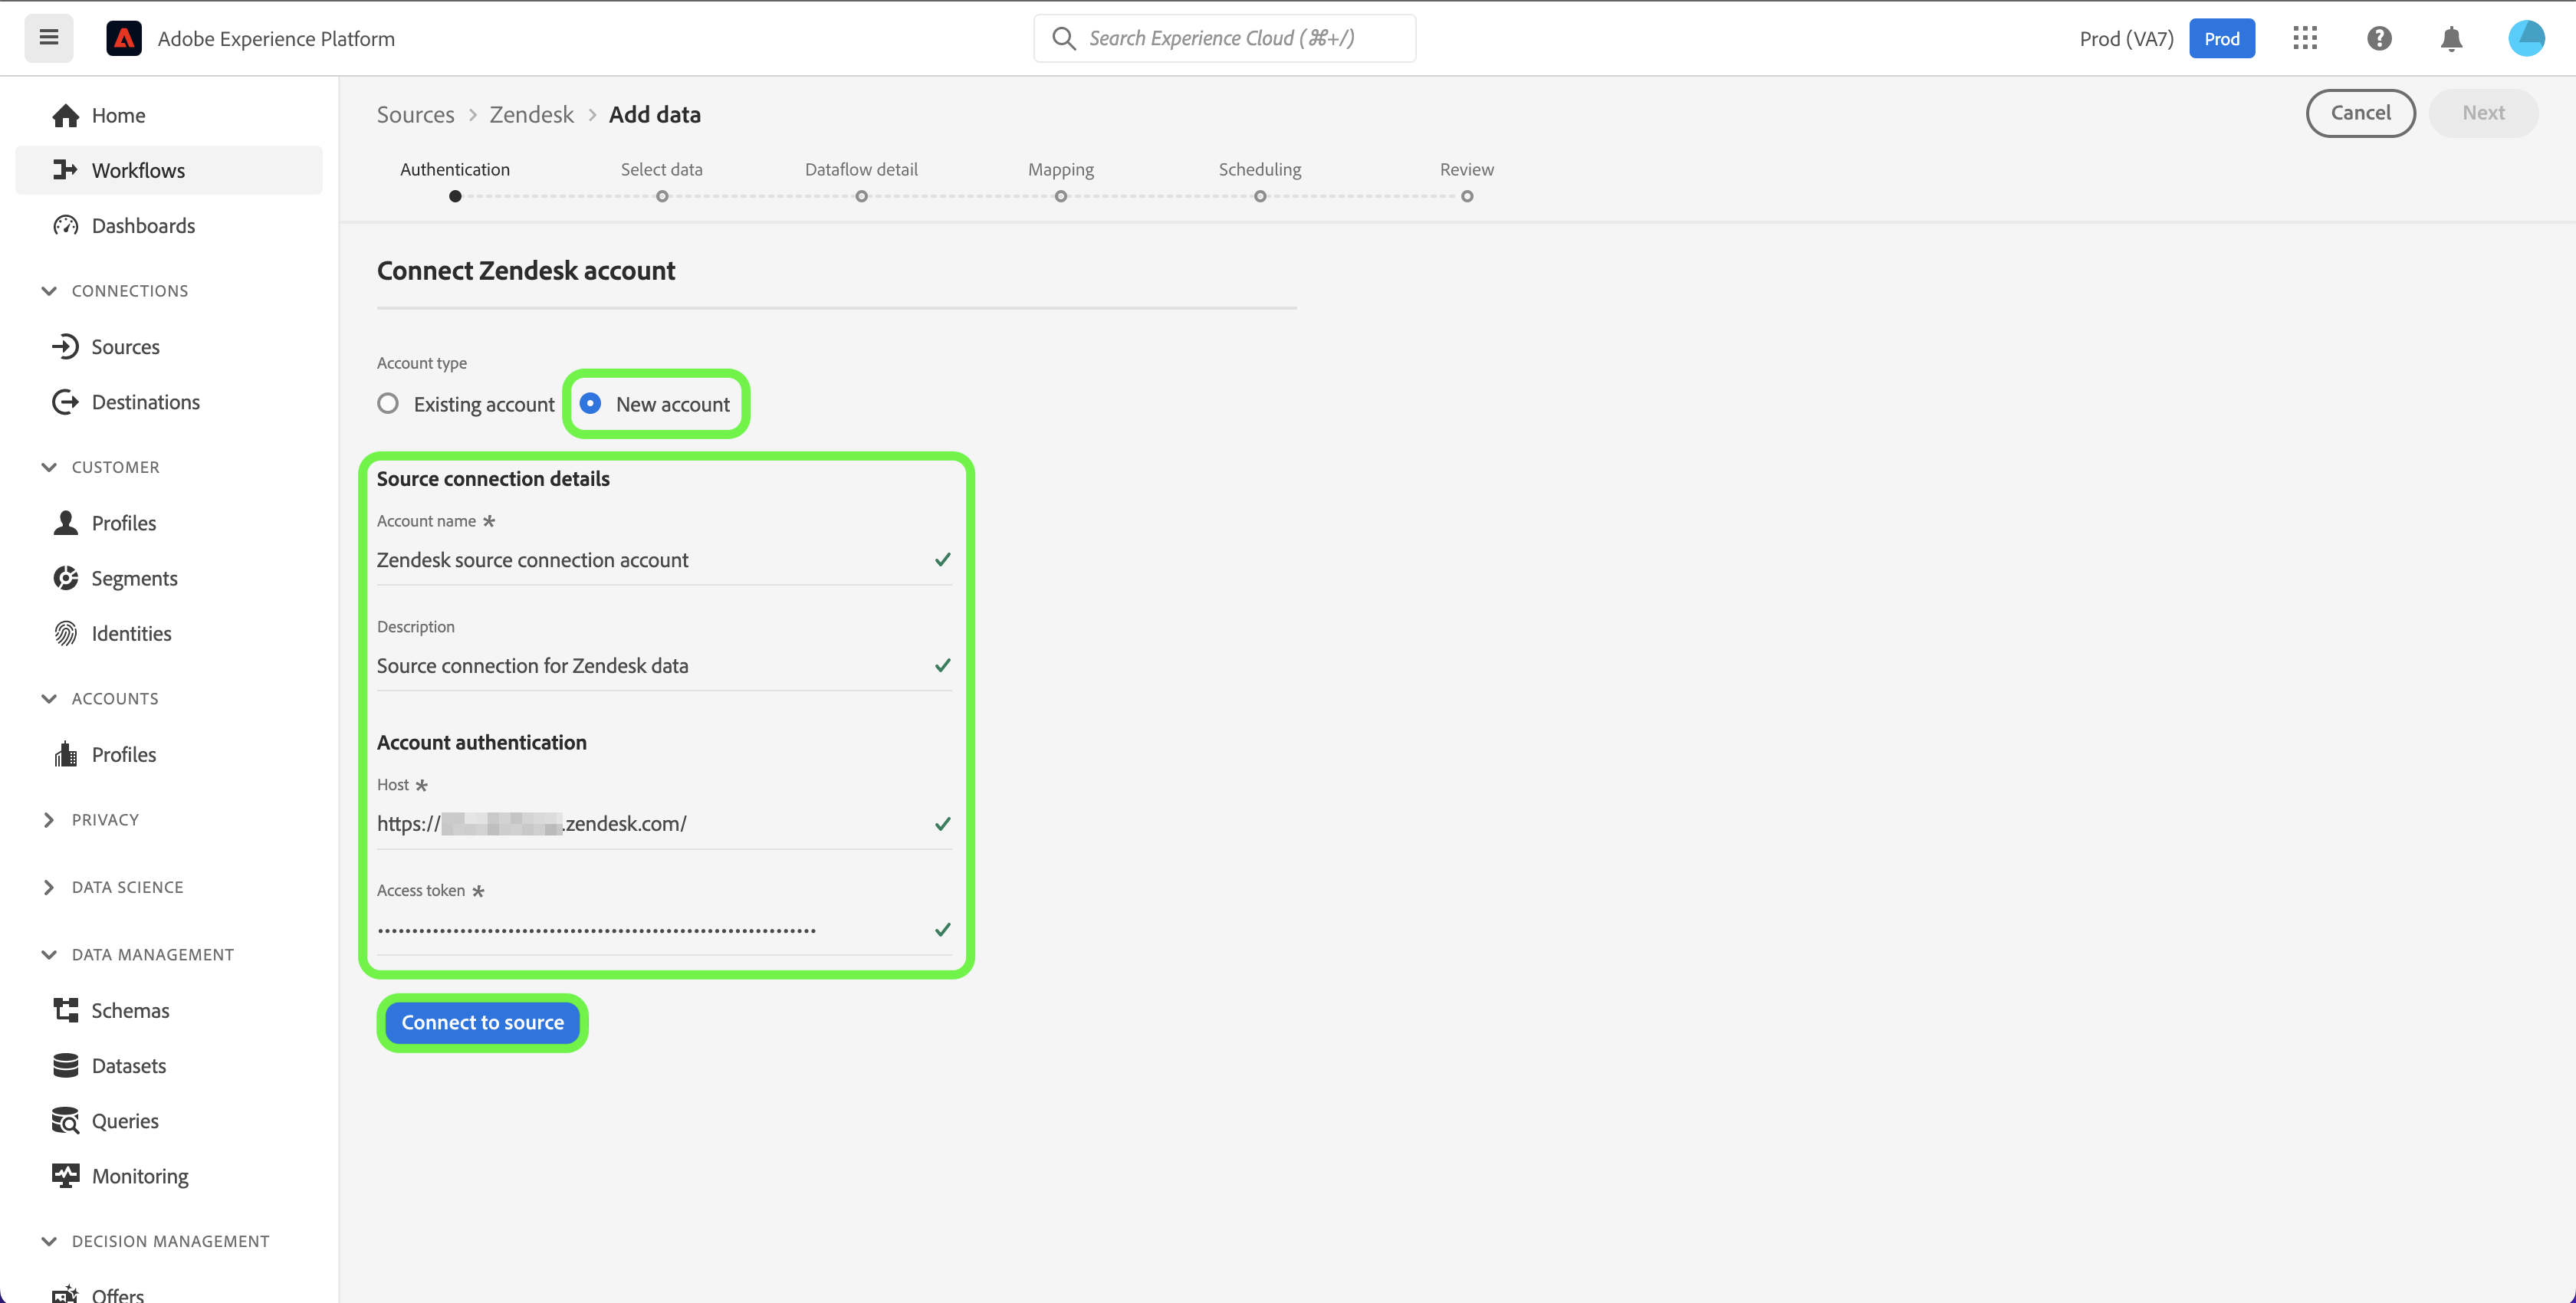 Adobe Experience Platform
Search Experience Cloud (⌘+/)
Prod (VA7)
Prod
Home
Workflows
Dashboards
CONNECTIONS
Sources
Destinations
CUSTOMER
Profiles
Segments
Identities
ACCOUNTS
Profiles
PRIVACY
DATA SCIENCE
DATA MANAGEMENT
Schemas
Datasets
Queries
Monitoring
DECISION MANAGEMENT
Offers
Sources > Zendesk > Add data
Cancel
Next
Authentication
Select data
Dataflow detail
Mapping
Scheduling
Review
Connect Zendesk account
Account type
Existing account
New account
Source connection details
Account name *
Zendesk source connection account
Description
Source connection for Zendesk data
Account authentication
Host *
https:// .zendesk.com/
Access token *
Connect to source